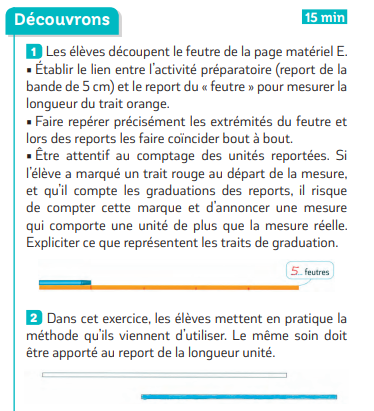 Découvrons
15 min
1 Les élèves découpent le feutre de la page matériel E.
▪ Établir le lien entre l'activité préparatoire (report de la
bande de 5 cm) et le report du « feutre » pour mesurer la
longueur du trait orange.
▪ Faire repérer précisément les extrémités du feutre et
lors des reports les faire coïncider bout à bout.
▪ Être attentif au comptage des unités reportées. Si
l'élève a marqué un trait rouge au départ de la mesure,
et qu'il compte les graduations des reports, il risque
de compter cette marque et d'annoncer une mesure
qui comporte une unité de plus que la mesure réelle.
Expliciter ce que représentent les traits de graduation.
5 feutres
2 Dans cet exercice, les élèves mettent en pratique la
méthode qu'ils viennent d'utiliser. Le même soin doit
être apporté au report de la longueur unité.